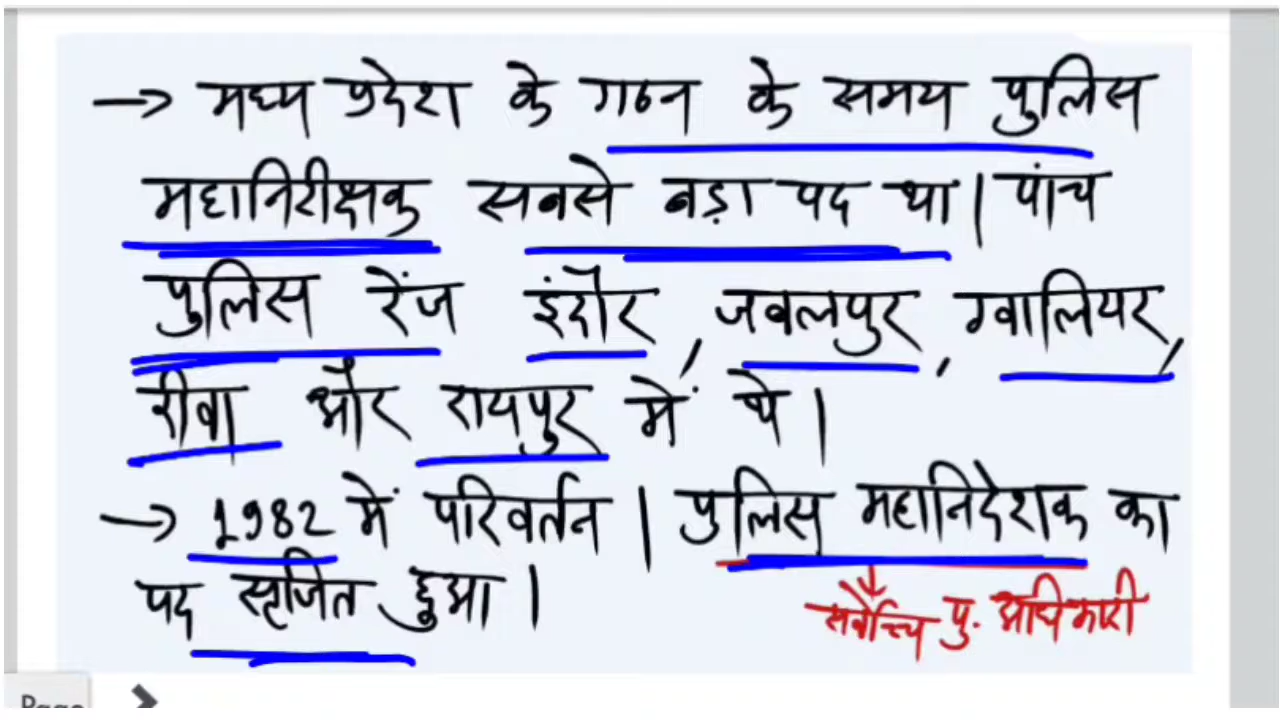 → मध्य प्रदेश के गठन के समय पुलिस
महानिरीक्षक सबसे बड़ा पद था। पांच
पुलिस रेंज इंदौर, जबलपुर, ग्वालियर,
रीवा और रायपुर में थे।
→ 1982 में परिवर्तन। पुलिस महानिदेशक का
पद सृजित हुआ।
सर्वोच्च पु. अधिकारी